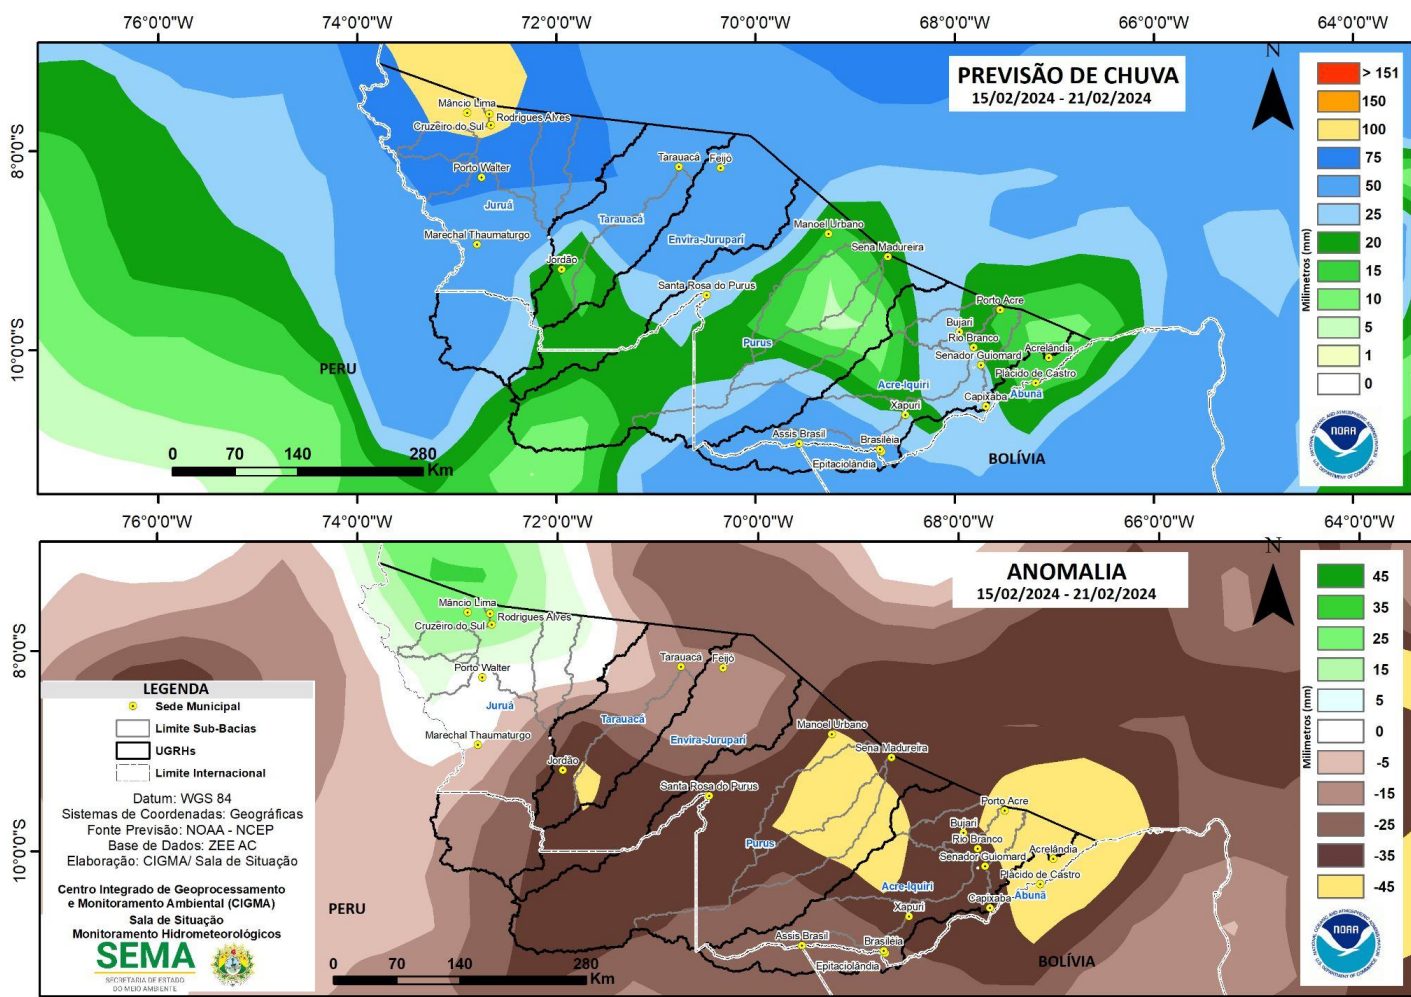 76°0'0"W 74°0'0"W 72°0'0"W 70°0'0"W 68°0'0"W 66°0'0"W 64°0'0"W
N
PREVISÃO DE CHUVA
15/02/2024 - 21/02/2024
> 151
150
100
75
50
25
20
15
10
5
1
0
Milímetros (mm)
8°0'0"S
10°0'0"S
Mâncio Lima
Rodrigues Alves
Cruzeiro do Sul
Porto Walter
Juruá
Marechal Thaumaturgo
Tarauacá
Feijó
Tarauacá
Envira-Jurupari
Jordão
Santa Rosa do Purus
Manoel Urbano
Sena Madureira
Purus
Porto Acre
Bujari
Rio Branco
Senador Guiomard
Acrelândia
Plácido de Castro
Acre-Iquiri
Abunã
Xapuri
Capixaba
Assis Brasil
Brasiléia
Epitaciolândia
PERU
BOLÍVIA
0 70 140 280
Km
NOAA
76°0'0"W 74°0'0"W 72°0'0"W 70°0'0"W 68°0'0"W 66°0'0"W 64°0'0"W
N
ANOMALIA
15/02/2024 - 21/02/2024
45
35
25
15
5
0
-5
-15
-25
-35
-45
Milímetros (mm)
8°0'0"S
10°0'0"S
Mâncio Lima
Rodrigues Alves
Cruzeiro do Sul
Porto Walter
Juruá
Marechal Thaumaturgo
Tarauacá
Feijó
Tarauacá
Envira-Jurupari
Jordão
Santa Rosa do Purus
Manoel Urbano
Sena Madureira
Purus
Porto Acre
Bujari
Rio Branco
Senador Guiomard
Acrelândia
Plácido de Castro
Acre-Iquiri
Abunã
Xapuri
Capixaba
Assis Brasil
Brasiléia
Epitaciolândia
PERU
BOLÍVIA
0 70 140 280
Km
NOAA
LEGENDA
Sede Municipal
Limite Sub-Bacias
UGRHs
Limite Internacional
Datum: WGS 84
Sistemas de Coordenadas: Geográficas
Fonte Previsão: NOAA - NCEP
Base de Dados: ZEE AC
Elaboração: CIGMA/ Sala de Situação
Centro Integrado de Geoprocessamento
e Monitoramento Ambiental (CIGMA)
Sala de Situação
Monitoramento Hidrometeorológicos
SEMA
SECRETARIA DE ESTADO
DO MEIO AMBIENTE